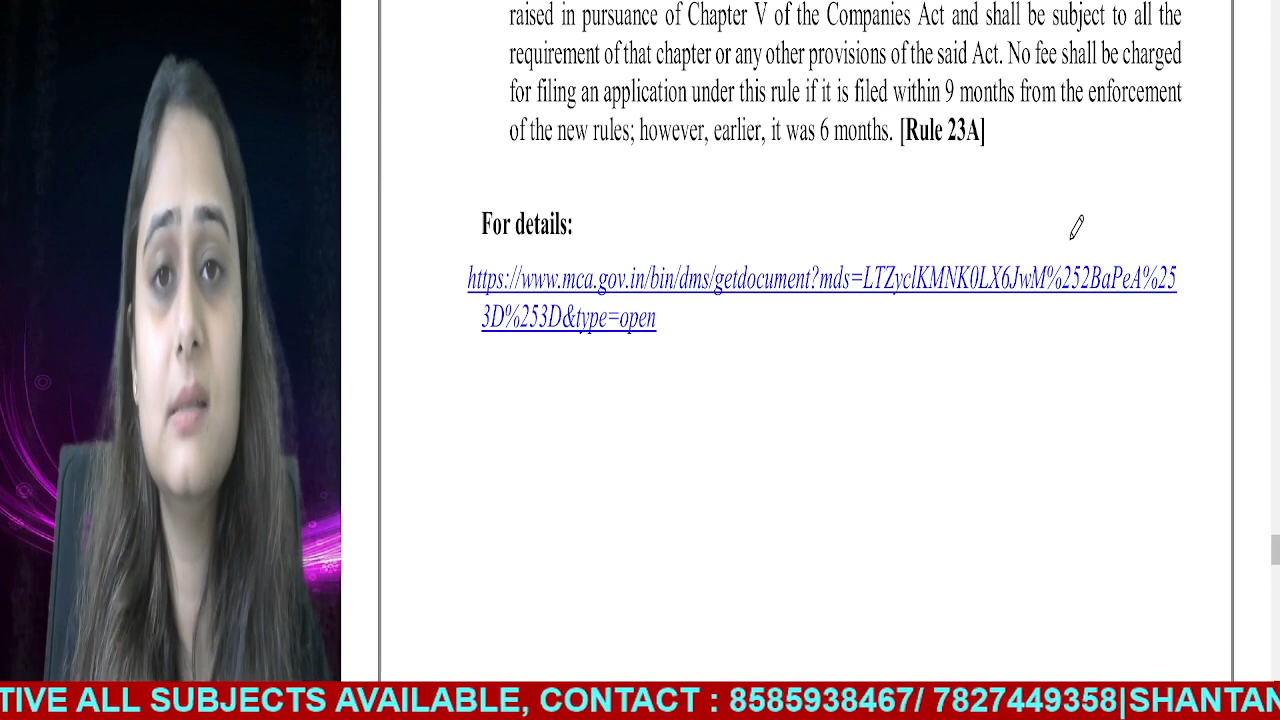 raised in pursuance of Chapter V of the Companies Act and shall be subject to all the
requirement of that chapter or any other provisions of the said Act. No fee shall be charged
for filing an application under this rule if it is filed within 9 months from the enforcement
of the new rules; however, earlier, it was 6 months. [Rule 23A]
For details:
https://www.mca.gov.in/bin/dms/getdocument?mds=LTZyclKMNK0LX6JwM%252BaPeA%25
3D%253D&type=open
TIVE ALL SUBJECTS AVAILABLE, CONTACT : 8585938467/ 7827449358|SHANTAN